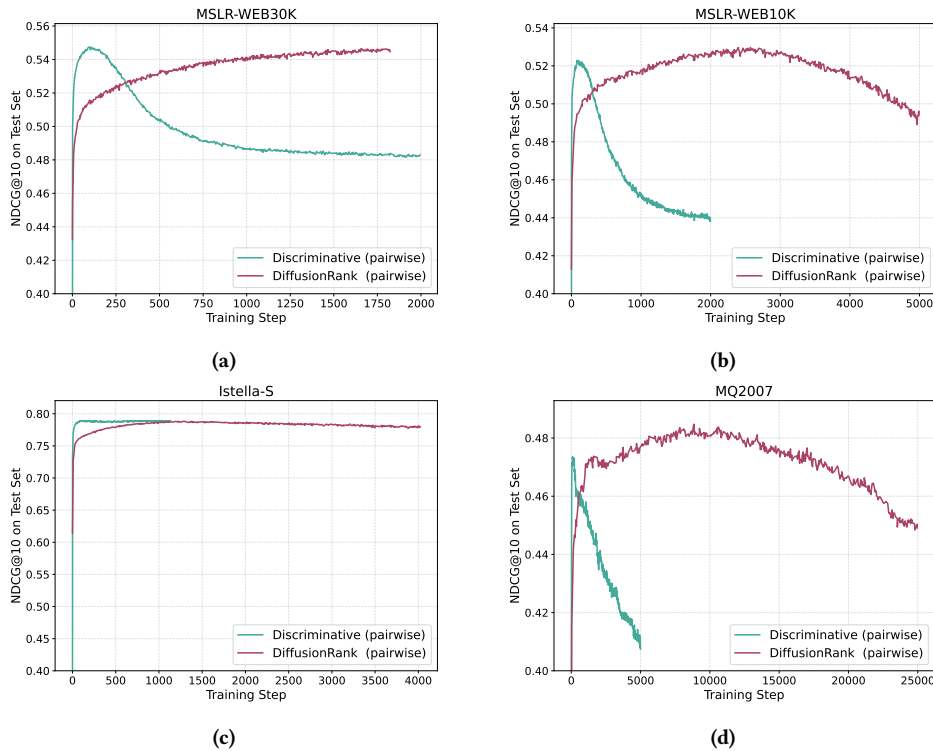 MSLR-WEB30K
0.56
0.54
0.52
0.50
0.48
0.46
0.44
0.42
0.40
NDCG@10 on Test Set
Discriminative (pairwise)
DiffusionRank (pairwise)
0 250 500 750 1000 1250 1500 1750 2000
Training Step
(a)
MSLR-WEB10K
0.54
0.52
0.50
0.48
0.46
0.44
0.42
0.40
NDCG@10 on Test Set
Discriminative (pairwise)
DiffusionRank (pairwise)
0 1000 2000 3000 4000 5000
Training Step
(b)
Istella-S
0.80
0.75
0.70
0.65
0.60
0.55
0.50
0.45
0.40
NDCG@10 on Test Set
Discriminative (pairwise)
DiffusionRank (pairwise)
0 500 1000 1500 2000 2500 3000 3500 4000
Training Step
(c)
MQ2007
0.48
0.46
0.44
0.42
0.40
NDCG@10 on Test Set
Discriminative (pairwise)
DiffusionRank (pairwise)
0 5000 10000 15000 20000 25000
Training Step
(d)